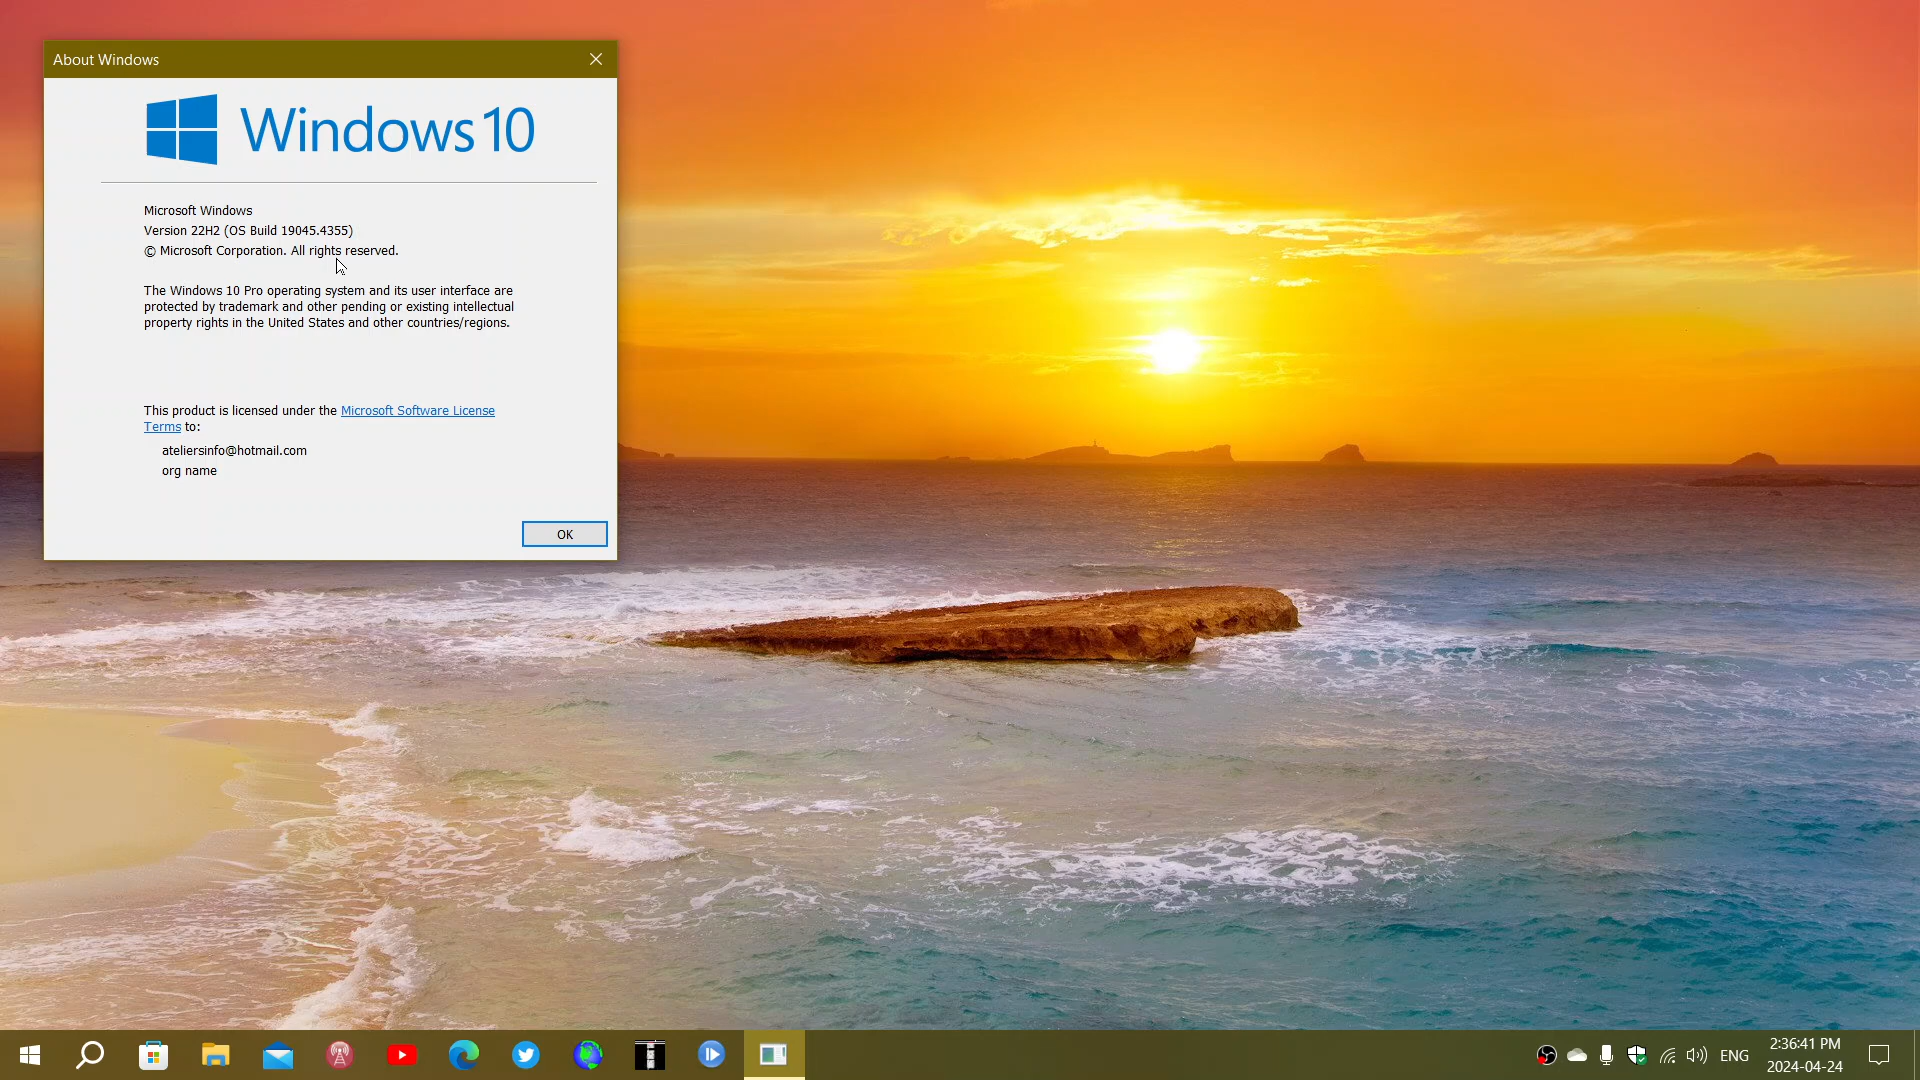 About Windows
Windows 10
Microsoft Windows
Version 22H2 (OS Build 19045.4355)
© Microsoft Corporation. All rights reserved.
The Windows 10 Pro operating system and its user interface are
protected by trademark and other pending or existing intellectual
property rights in the United States and other countries/regions.
This product is licensed under the Microsoft Software License
Terms to:
ateliersinfo@hotmail.com
org name
OK
ENG
2:36:41 PM
2024-04-24